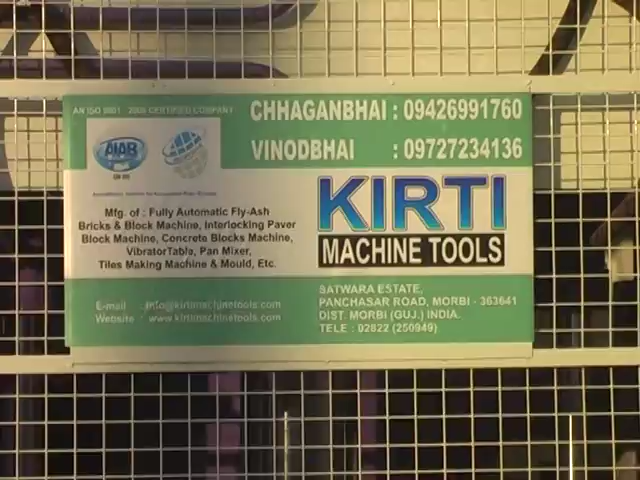 AN ISO 9001 : 2008 CERTIFIED COMPANY
CHHAGANBHAI : 09426991760
VINODBHAI : 09727234136
AIAB
KIRTI
MACHINE TOOLS
Mfg. of : Fully Automatic Fly-Ash
Bricks & Block Machine, Interlocking Paver
Block Machine, Concrete Blocks Machine,
VibratorTable, Pan Mixer,
Tiles Making Machine & Mould, Etc.
E-mail : info@kirtimachinetools.com
Website : www.kirtimachinetools.com
SATWARA ESTATE,
PANCHASAR ROAD, MORBI - 363641
DIST. MORBI (GUJ.) INDIA.
TELE : 02822 (250949)